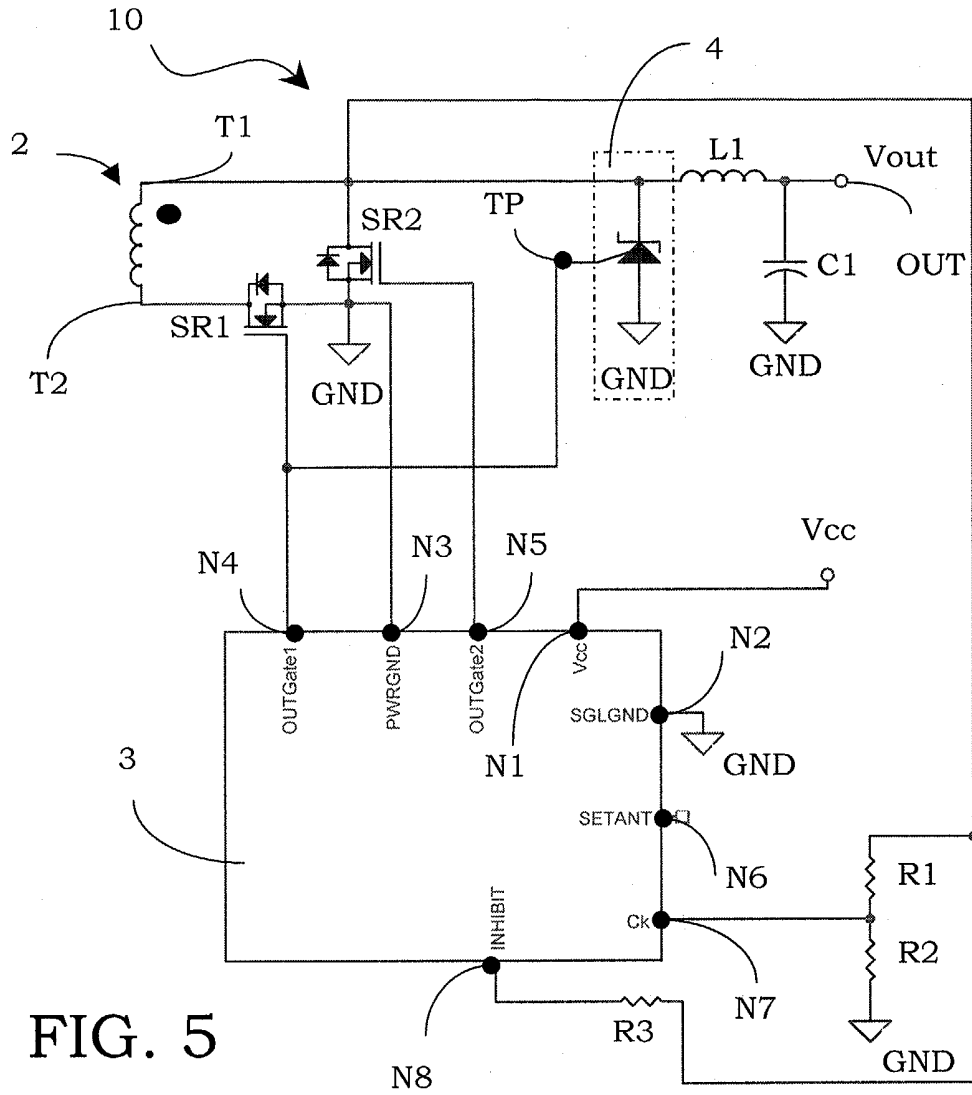 10
4
T1
2
L1
Vout
SR2
TP
C1
OUT
SR1
GND
GND
T2
GND
Vcc
N4
N3
N5
N2
OUTGate1
PWRGND
OUTGate2
Vcc
SGLGND
N1
GND
3
SETANT
N6
R1
INHIBIT
Ck
R2
N7
R3
FIG. 5
GND
N8